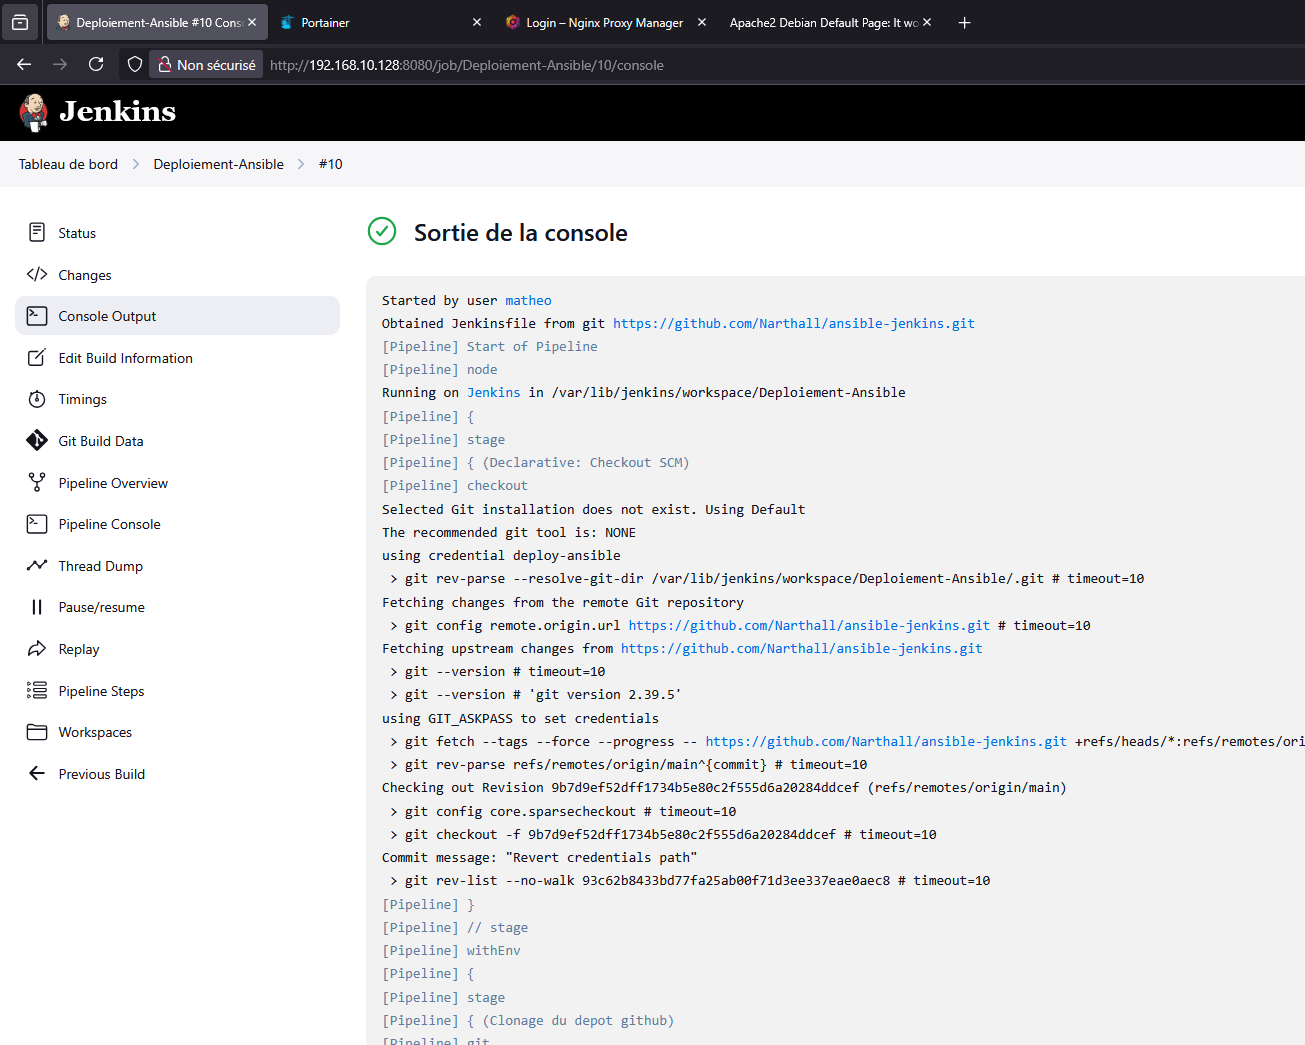 Deploiement-Ansible #10 Cons
Portainer
Login – Nginx Proxy Manager
Apache2 Debian Default Page: It wo
Non sécurisé
http://192.168.10.128:8080/job/Deploiement-Ansible/10/console
Jenkins
Tableau de bord > Deploiement-Ansible > #10
Status
Changes
Console Output
Edit Build Information
Timings
Git Build Data
Pipeline Overview
Pipeline Console
Thread Dump
Pause/resume
Replay
Pipeline Steps
Workspaces
Previous Build
Sortie de la console
Started by user matheo
Obtained Jenkinsfile from git https://github.com/Narthall/ansible-jenkins.git
[Pipeline] Start of Pipeline
[Pipeline] node
Running on Jenkins in /var/lib/jenkins/workspace/Deploiement-Ansible
[Pipeline] {
[Pipeline] stage
[Pipeline] { (Declarative: Checkout SCM)
[Pipeline] checkout
Selected Git installation does not exist. Using Default
The recommended git tool is: NONE
using credential deploy-ansible
> git rev-parse --resolve-git-dir /var/lib/jenkins/workspace/Deploiement-Ansible/.git # timeout=10
Fetching changes from the remote Git repository
> git config remote.origin.url https://github.com/Narthall/ansible-jenkins.git # timeout=10
Fetching upstream changes from https://github.com/Narthall/ansible-jenkins.git
> git --version # timeout=10
> git --version # 'git version 2.39.5'
using GIT_ASKPASS to set credentials
> git fetch --tags --force --progress -- https://github.com/Narthall/ansible-jenkins.git +refs/heads/*:refs/remotes/ori
> git rev-parse refs/remotes/origin/main^{commit} # timeout=10
Checking out Revision 9b7d9ef52dff1734b5e80c2f555d6a20284ddcef (refs/remotes/origin/main)
> git config core.sparsecheckout # timeout=10
> git checkout -f 9b7d9ef52dff1734b5e80c2f555d6a20284ddcef # timeout=10
Commit message: "Revert credentials path"
> git rev-list --no-walk 93c62b8433bd77fa25ab00f71d3ee337eae0aec8 # timeout=10
[Pipeline] }
[Pipeline] // stage
[Pipeline] withEnv
[Pipeline] {
[Pipeline] stage
[Pipeline] { (Clonage du depot github)
[Pipeline] git